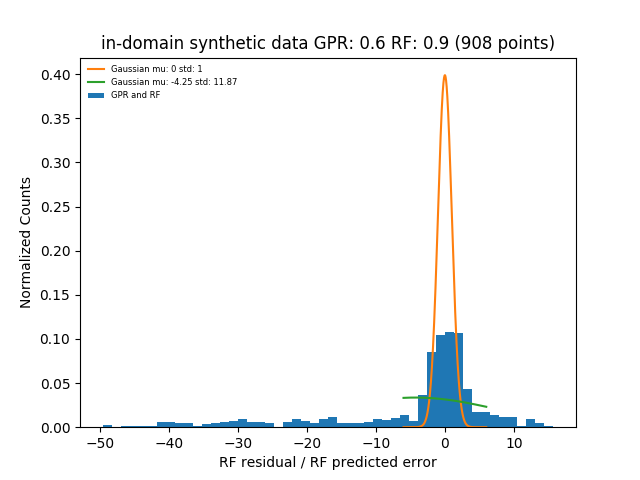 in-domain synthetic data GPR: 0.6 RF: 0.9 (908 points)
Gaussian mu: 0 std: 1
Gaussian mu: -4.25 std: 11.87
GPR and RF
Normalized Counts
0.40
0.35
0.30
0.25
0.20
0.15
0.10
0.05
0.00
−50 −40 −30 −20 −10 0 10
RF residual / RF predicted error